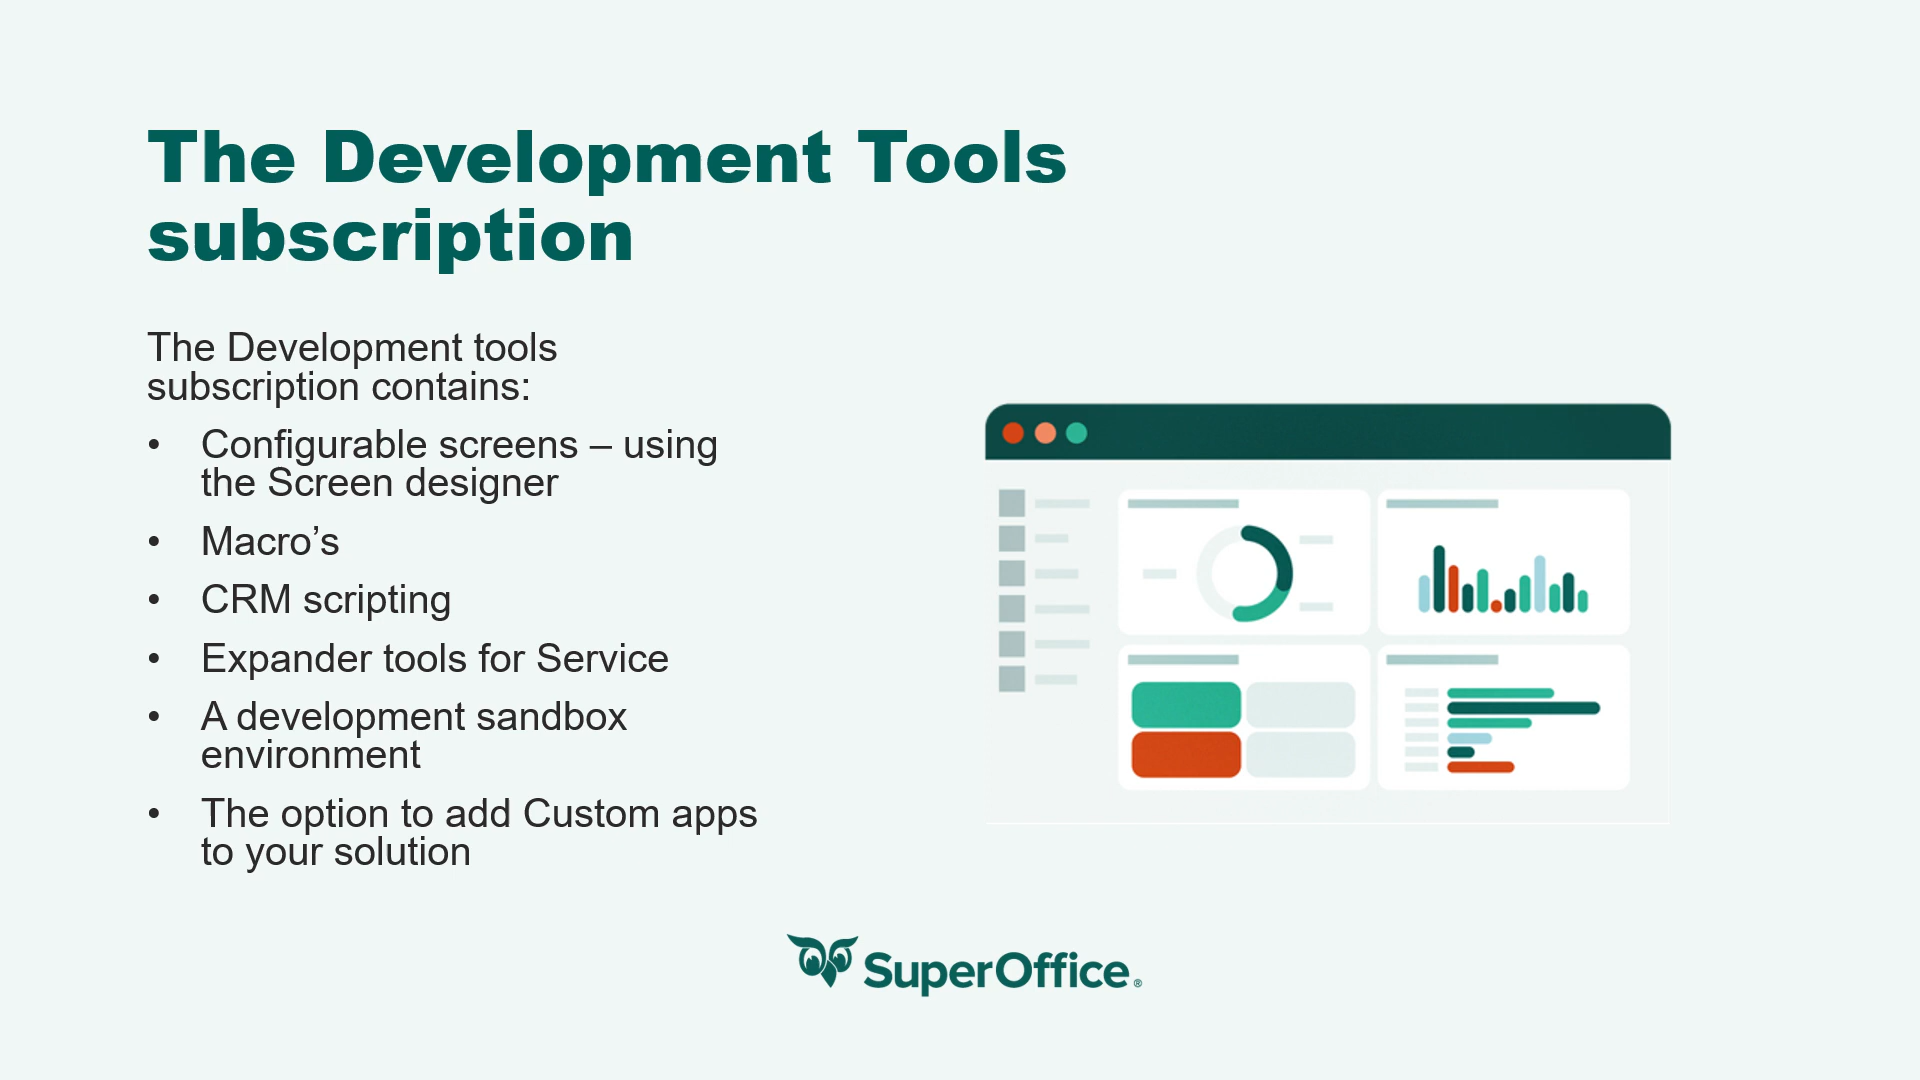 The Development Tools
subscription
The Development tools
subscription contains:
• Configurable screens – using
the Screen designer
• Macro’s
• CRM scripting
• Expander tools for Service
• A development sandbox
environment
• The option to add Custom apps
to your solution
SuperOffice®